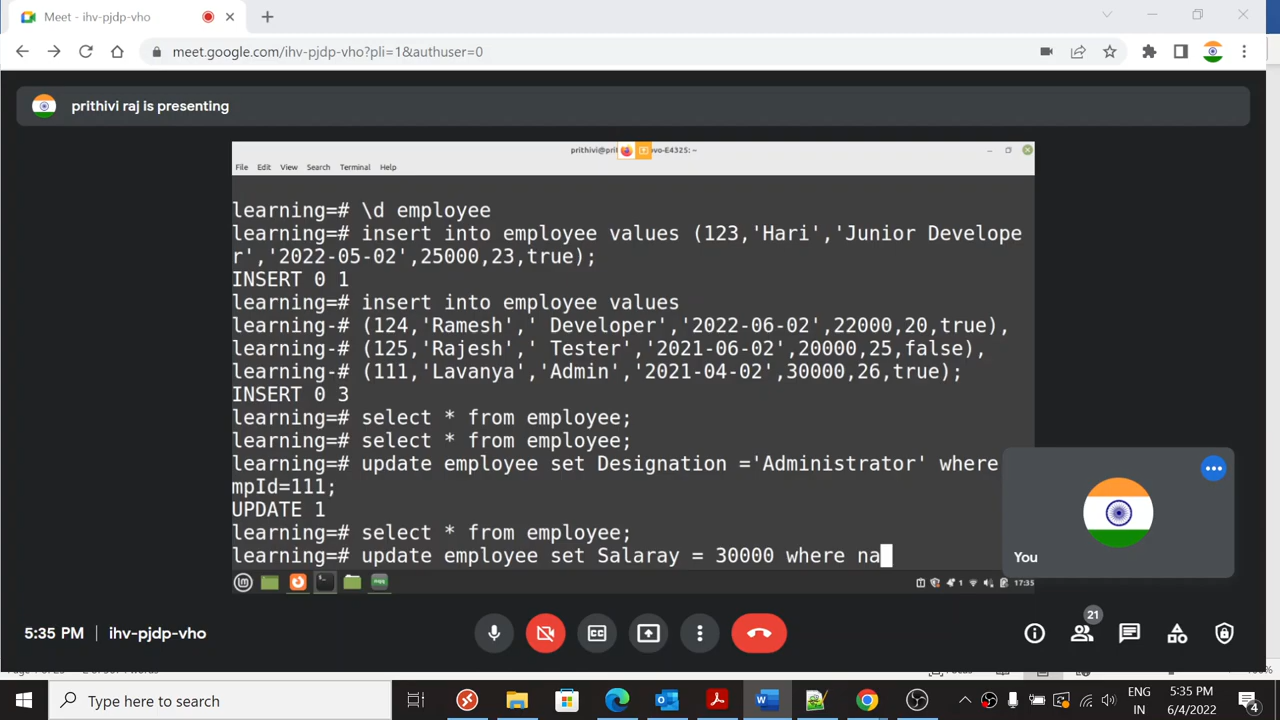 Meet - ihv-pjdp-vho
meet.google.com/ihv-pjdp-vho?pli=1&authuser=0
prithivi raj is presenting
File Edit View Search Terminal Help
learning=# \d employee
learning=# insert into employee values (123,'Hari','Junior Develope
r','2022-05-02',25000,23,true);
INSERT 0 1
learning=# insert into employee values
learning-# (124,'Ramesh',' Developer','2022-06-02',22000,20,true),
learning-# (125,'Rajesh',' Tester','2021-06-02',20000,25,false),
learning-# (111,'Lavanya','Admin','2021-04-02',30000,26,true);
INSERT 0 3
learning=# select * from employee;
learning=# select * from employee;
learning=# update employee set Designation ='Administrator' where
mpId=111;
UPDATE 1
learning=# select * from employee;
learning=# update employee set Salaray = 30000 where na
You
1
17:35
5:35 PM | ihv-pjdp-vho
21
Type here to search
ENG
IN
5:35 PM
6/4/2022
4